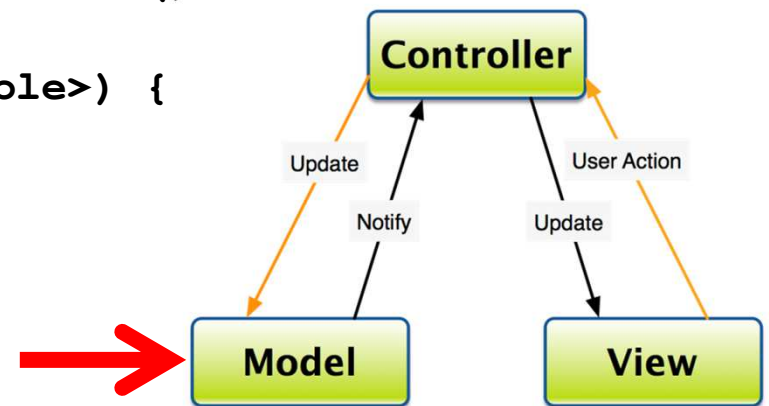 Controller
ole>) {
Update
User Action
Notify
Update
Model
View